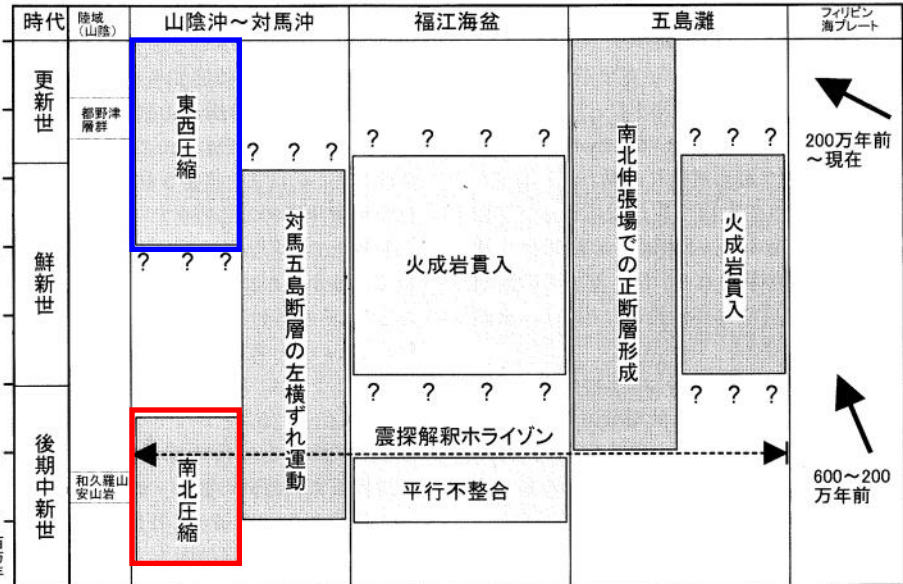 時代
陸域
（山陰）
山陰沖～対馬沖
福江海盆
五島灘
フィリピン
海プレート
更新世
都野津
層群
東西圧縮
? ? ?
? ? ? ?
南北伸張場での正断層形成
? ? ?
200万年前
～現在
鮮新世
? ? ?
対馬五島断層の左横ずれ運動
火成岩貫入
火成岩貫入
? ? ? ?
? ? ?
後期中新世
和久羅山
安山岩
南北圧縮
震探解釈ホライゾン
平行不整合
600～200
万年前